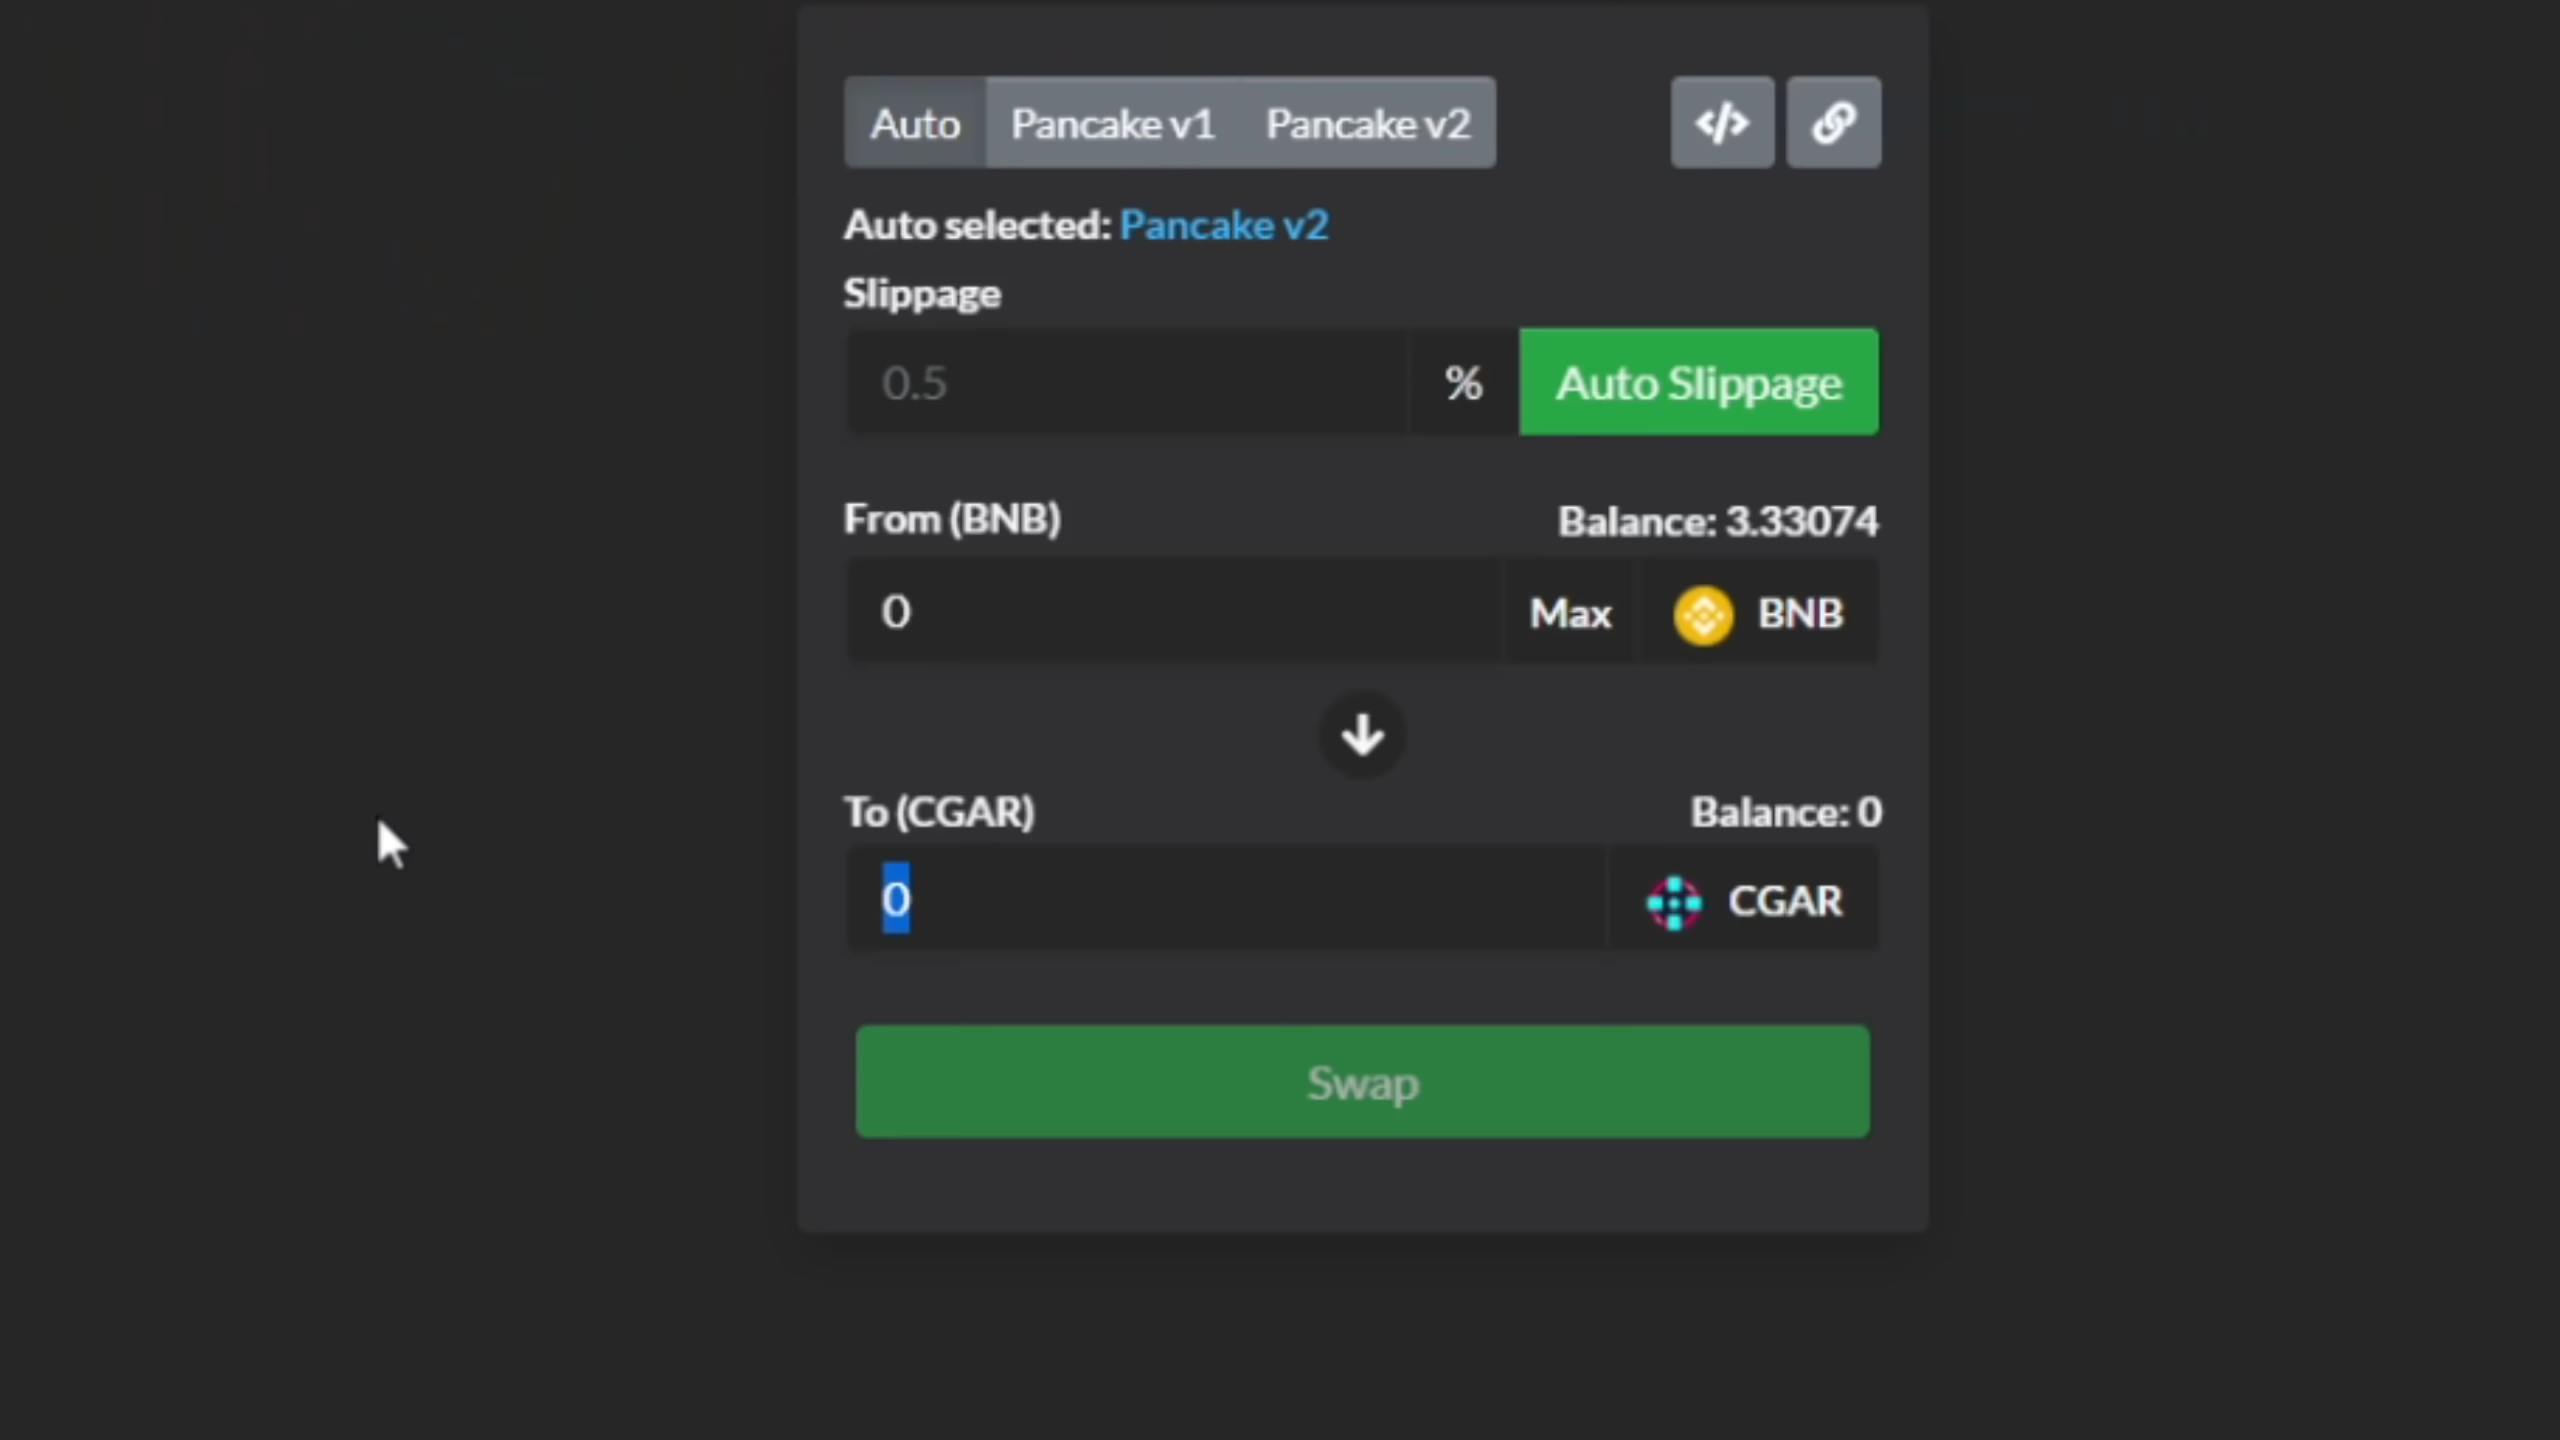 Auto Pancake v1 Pancake v2
Auto selected: Pancake v2
Slippage
0.5 % Auto Slippage
From (BNB) Balance: 3.33074
0 Max BNB
To (CGAR) Balance: 0
0 CGAR
Swap